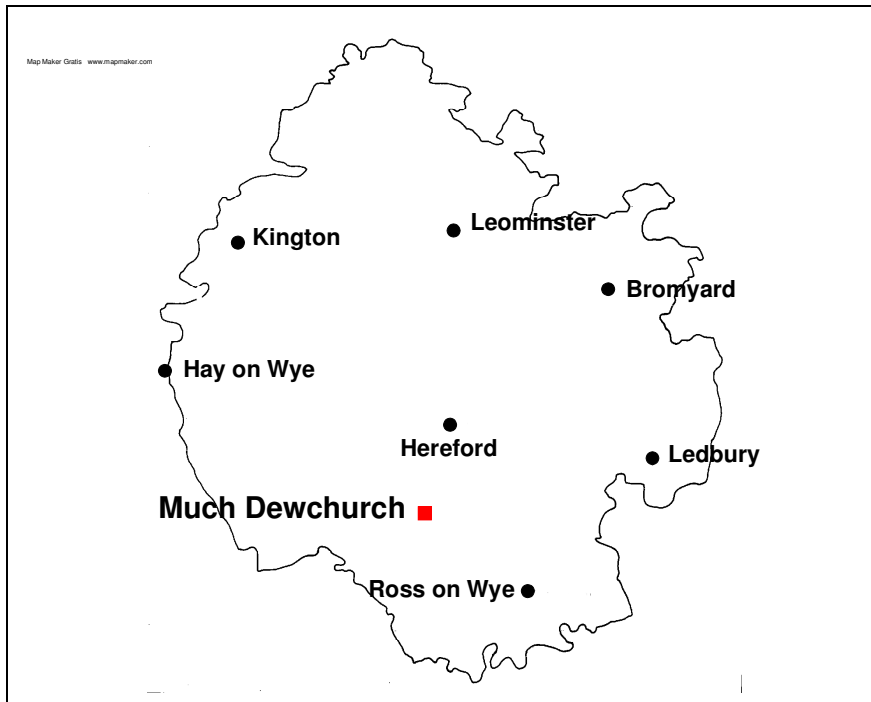 Map Maker Gratis www.mapmaker.com
Leominster
Kington
Bromyard
Hay on Wye
Hereford
Ledbury
Much Dewchurch
Ross on Wye